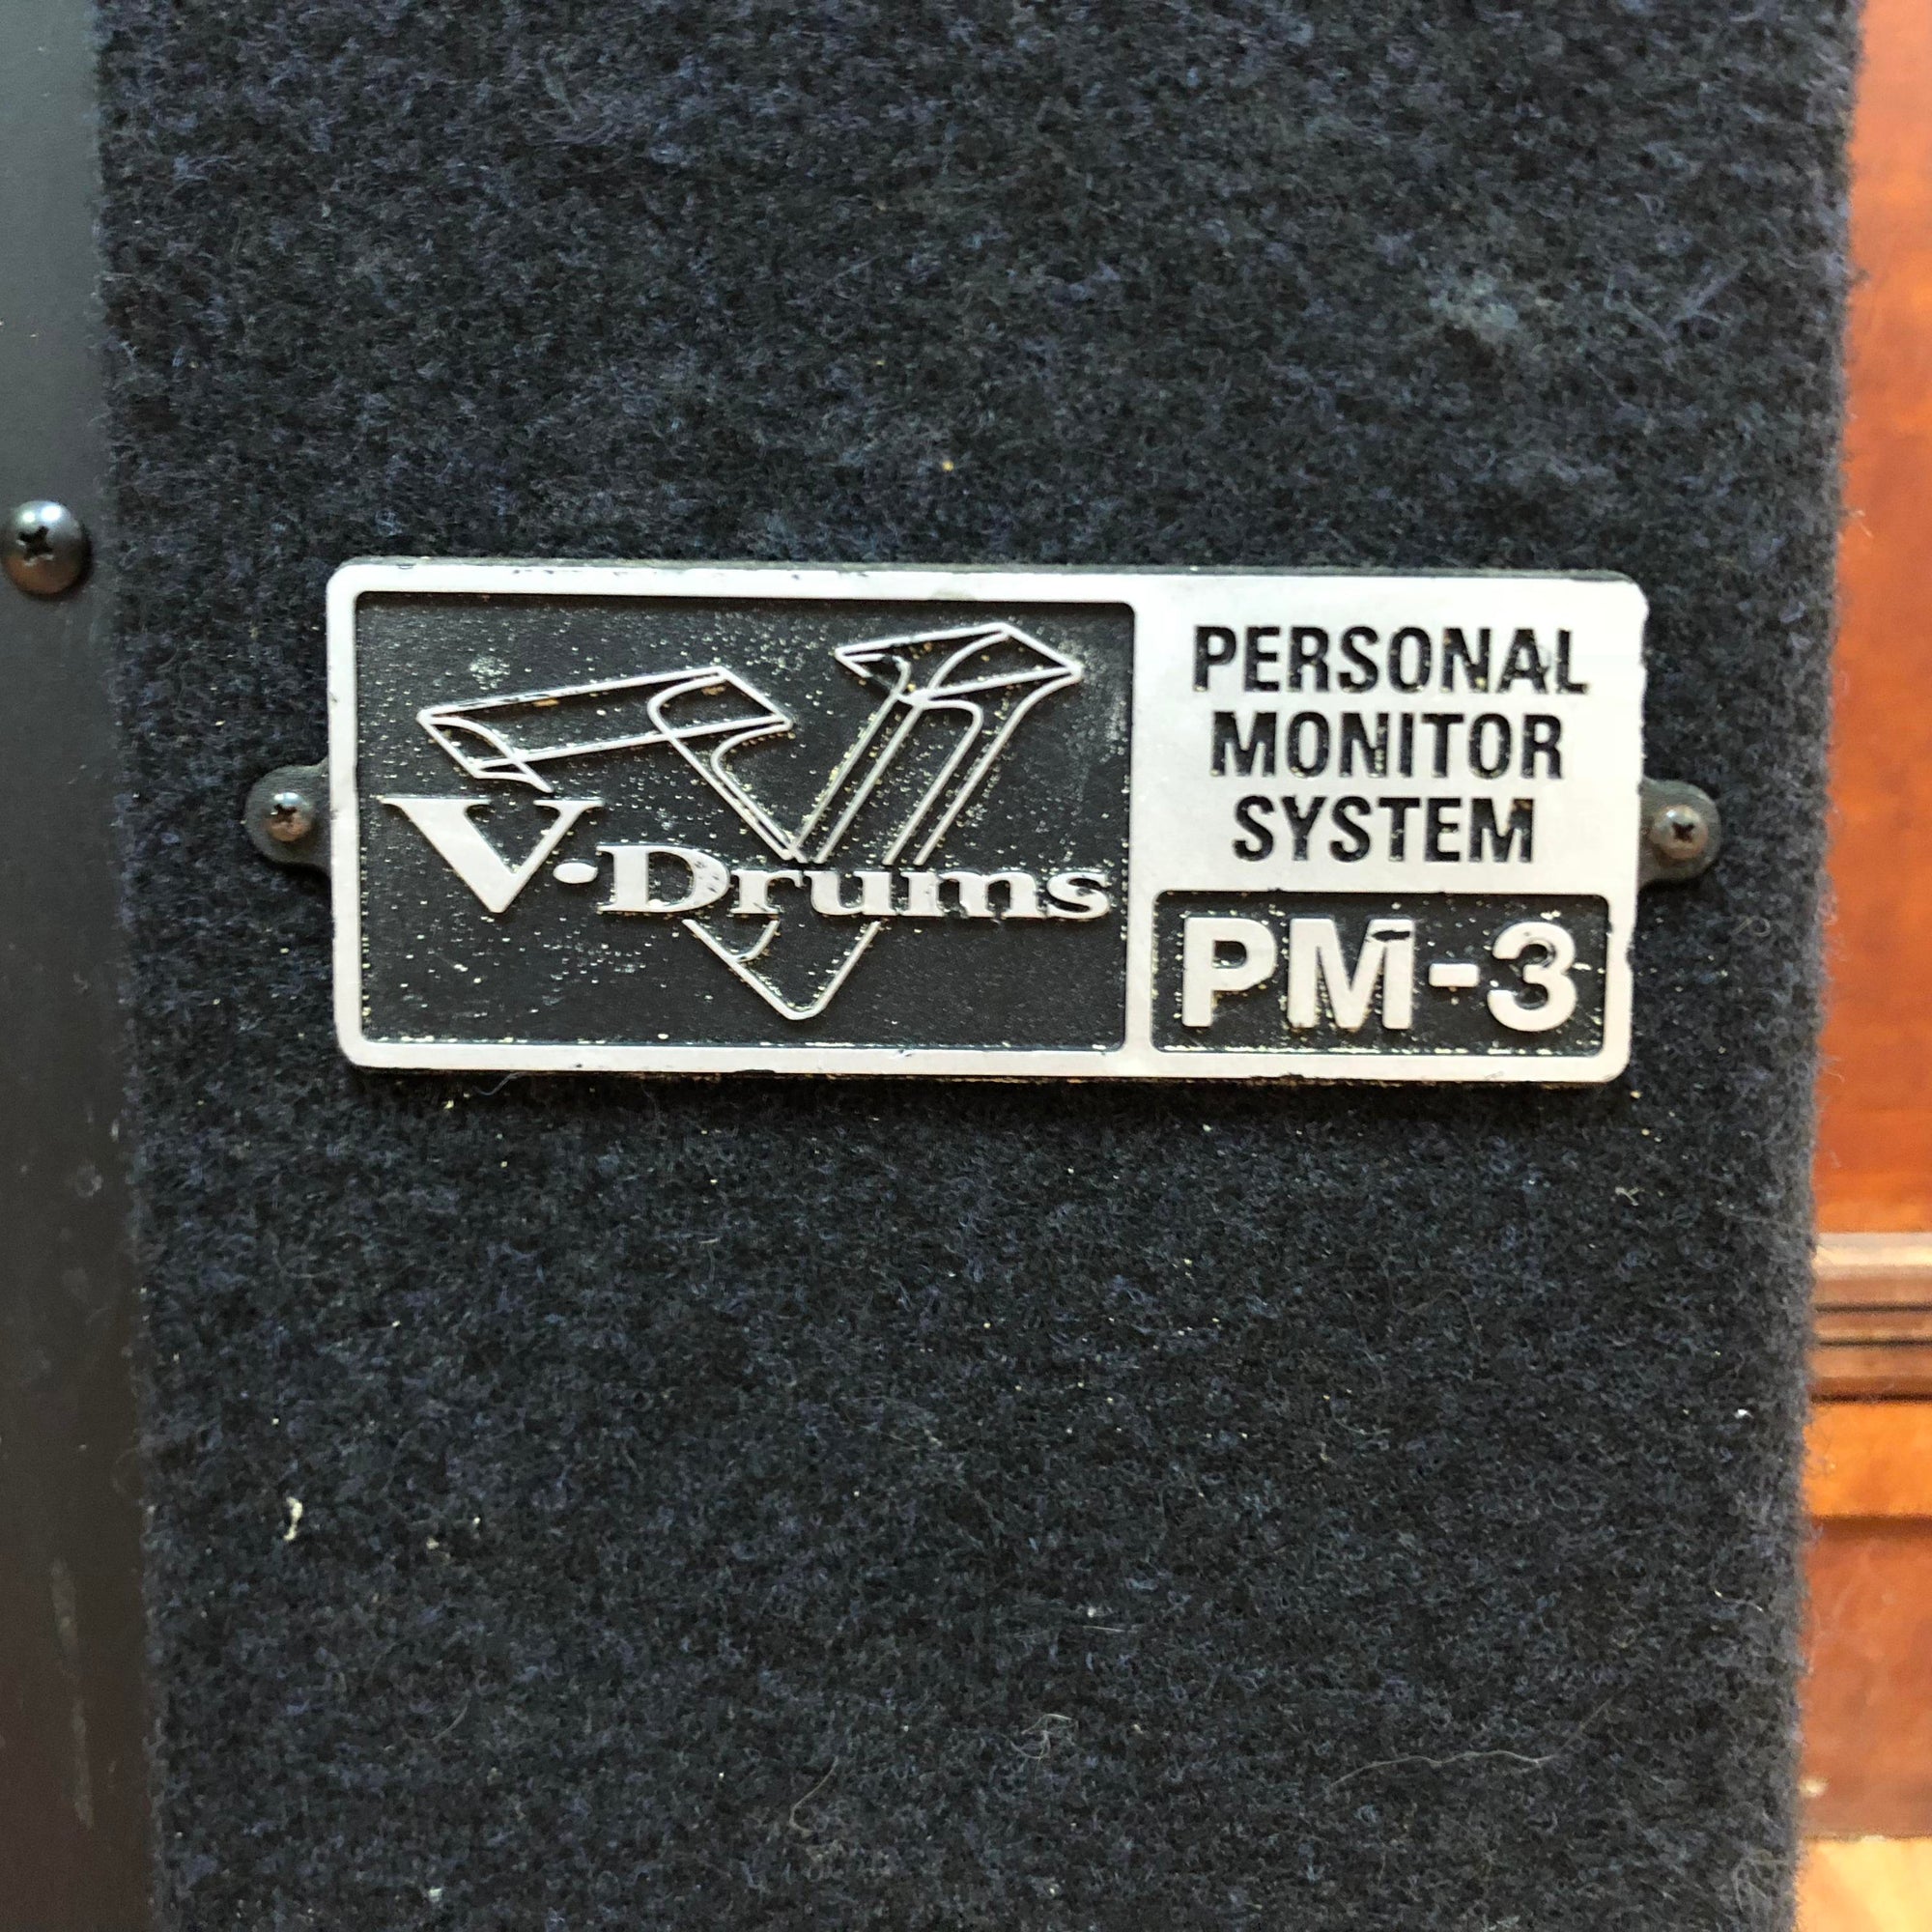 V-Drums
PERSONAL
MONITOR
SYSTEM
PM-3